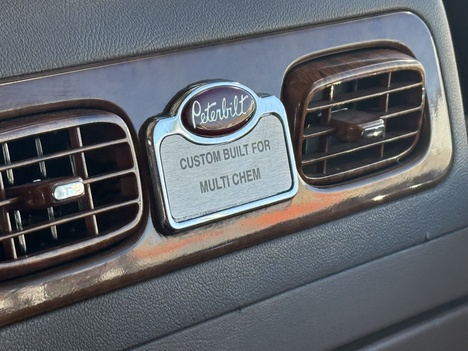 Peterbilt
CUSTOM BUILT FOR
MULTI CHEM